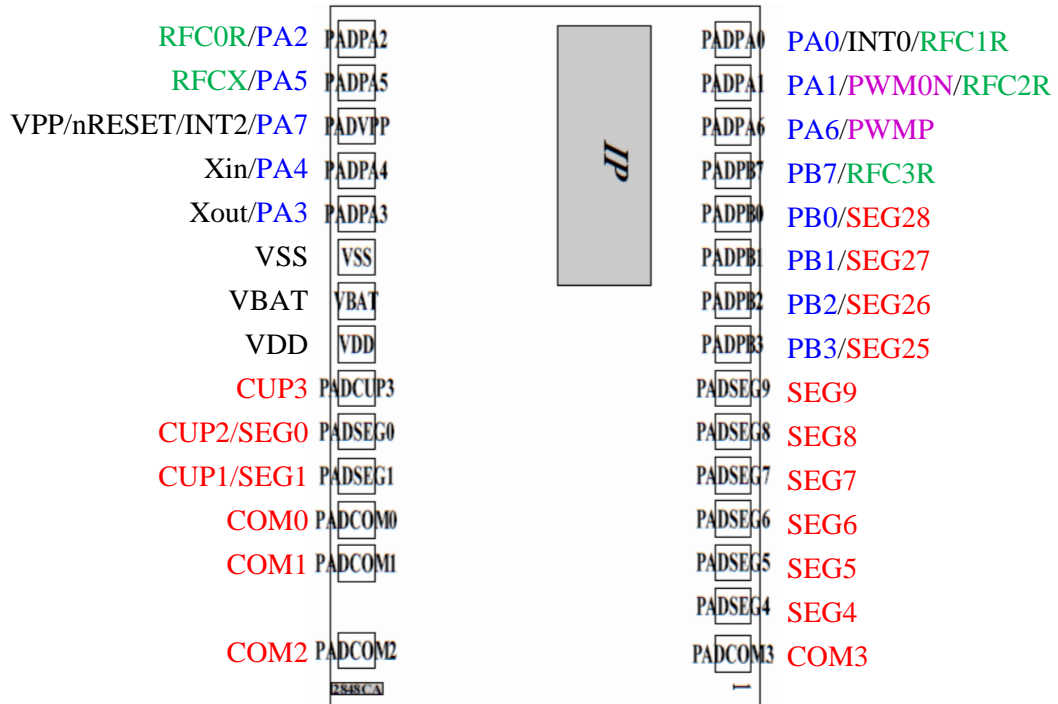 RFC0R/PA2 PADPA2 PADPA0 PA0/INT0/RFC1R
RFCX/PA5 PADPA5 PADPA1 PA1/PWM0N/RFC2R
VPP/nRESET/INT2/PA7 PADVPP PADPA6 PA6/PWMP
IP
Xin/PA4 PADPA4 PADPB7 PB7/RFC3R
Xout/PA3 PADPA3 PADPB0 PB0/SEG28
VSS VSS PADPB1 PB1/SEG27
VBAT VBAT PADPB2 PB2/SEG26
VDD VDD PADPB3 PB3/SEG25
CUP3 PADCUP3 PADSEG9 SEG9
CUP2/SEG0 PADSEG0 PADSEG8 SEG8
CUP1/SEG1 PADSEG1 PADSEG7 SEG7
COM0 PADCOM0 PADSEG6 SEG6
COM1 PADCOM1 PADSEG5 SEG5
PADSEG4 SEG4
COM2 PADCOM2 PADCOM3 COM3
2848CA 1